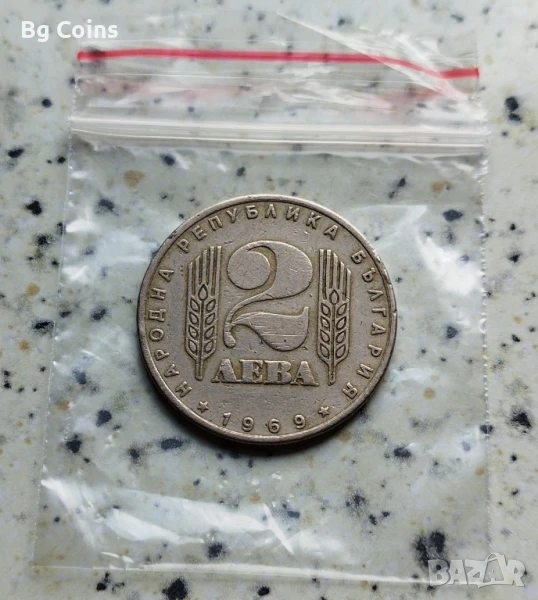 Bg Coins
НАРОДНА РЕПУБЛИКА БЪЛГАРИЯ
2
ЛЕВА
★ 1969 ★
BAZAR